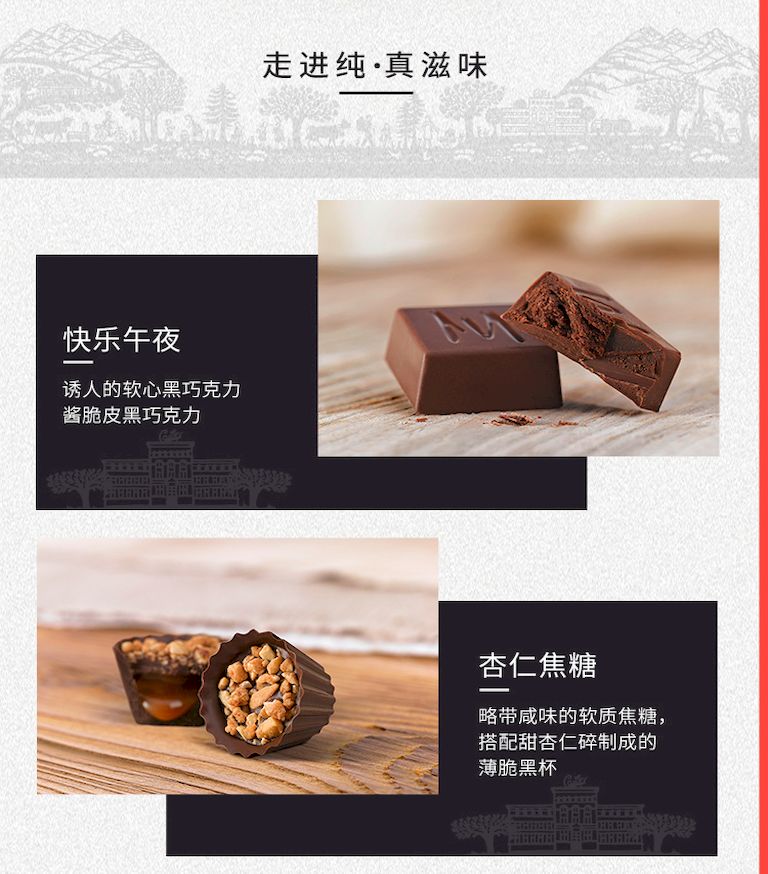 走进纯·真滋味
快乐午夜
诱人的软心黑巧克力
酱脆皮黑巧克力
杏仁焦糖
略带咸味的软质焦糖，
搭配甜杏仁碎制成的
薄脆黑杯